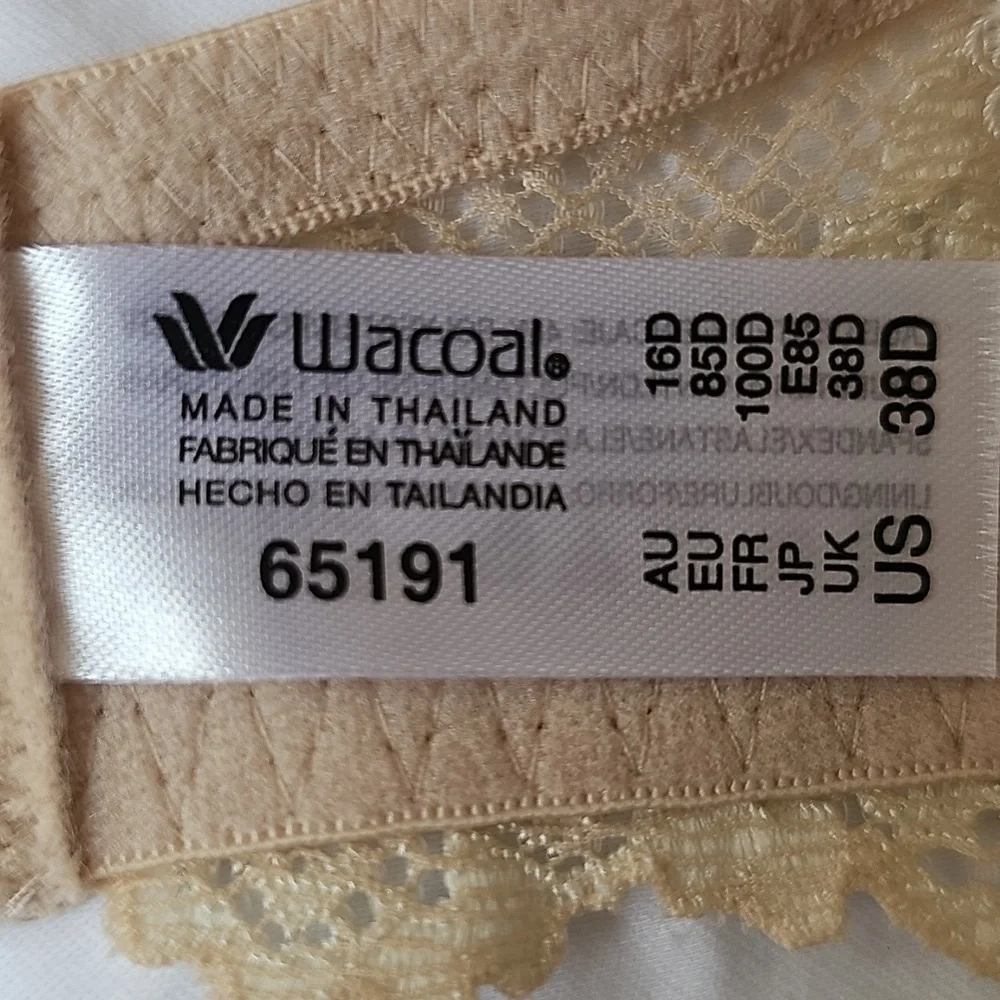 Wacoal®
MADE IN THAILAND
FABRIQUÉ EN THAÏLANDE
HECHO EN TAILANDIA
65191
AU 16D
EU 85D
FR 100D
JP E85
UK 38D
US 38D